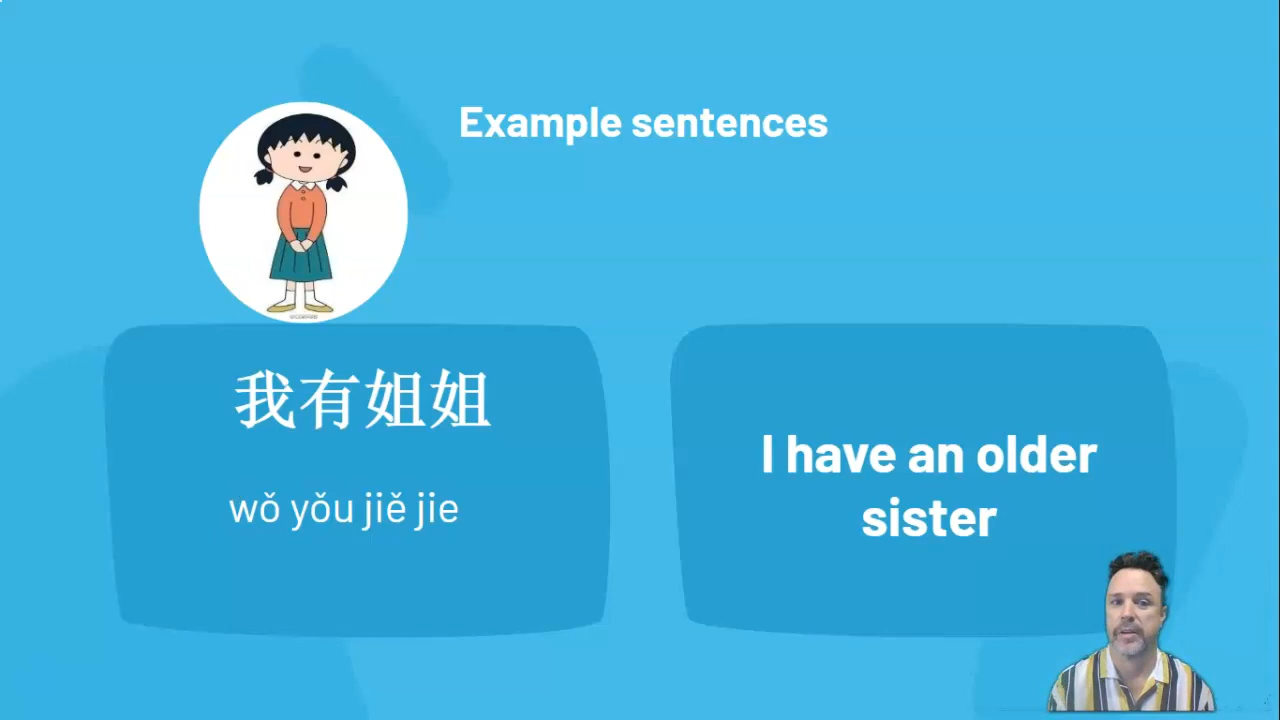 Example sentences
我有姐姐
wǒ yǒu jiě jie
I have an older
sister